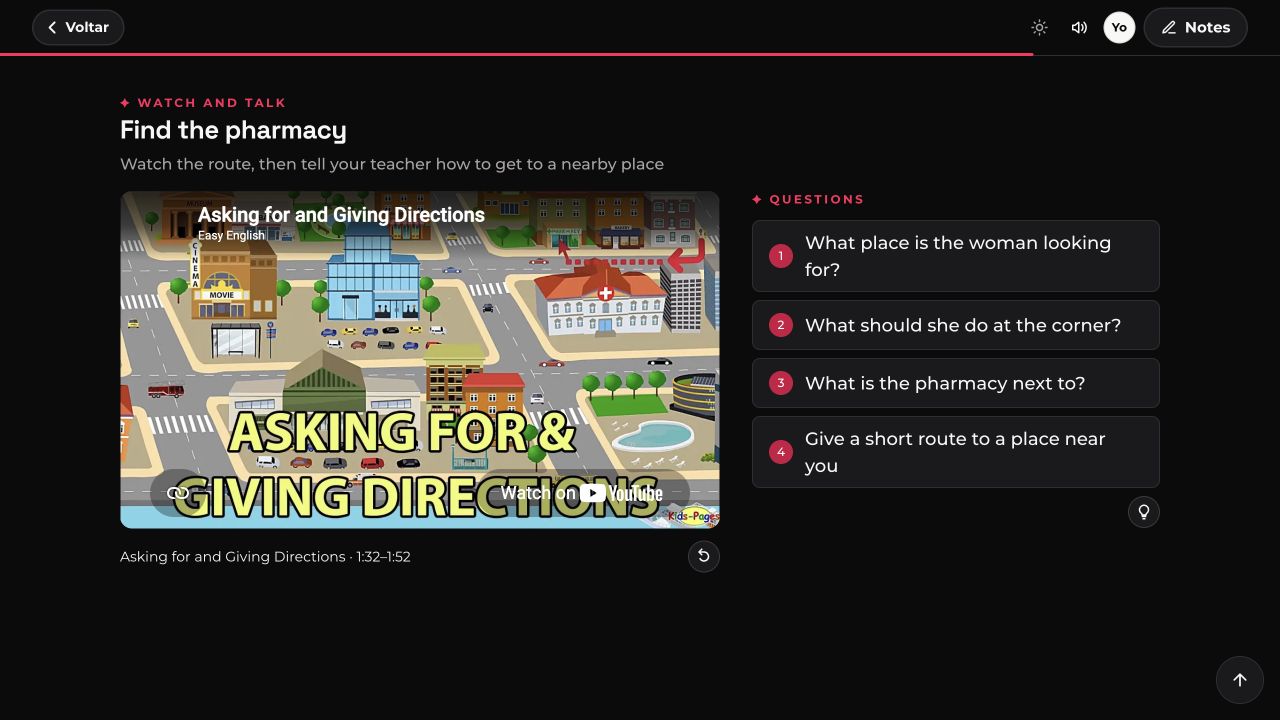 Voltar
Yo
Notes
WATCH AND TALK
Find the pharmacy
Watch the route, then tell your teacher how to get to a nearby place
Asking for and Giving Directions
Easy English
MUSEUM
CINEMA
MOVIE
BAKERY
ASKING FOR &
GIVING DIRECTIONS
Watch on YouTube
Kids-Pages
Asking for and Giving Directions · 1:32–1:52
QUESTIONS
1 What place is the woman looking
for?
2 What should she do at the corner?
3 What is the pharmacy next to?
4 Give a short route to a place near
you